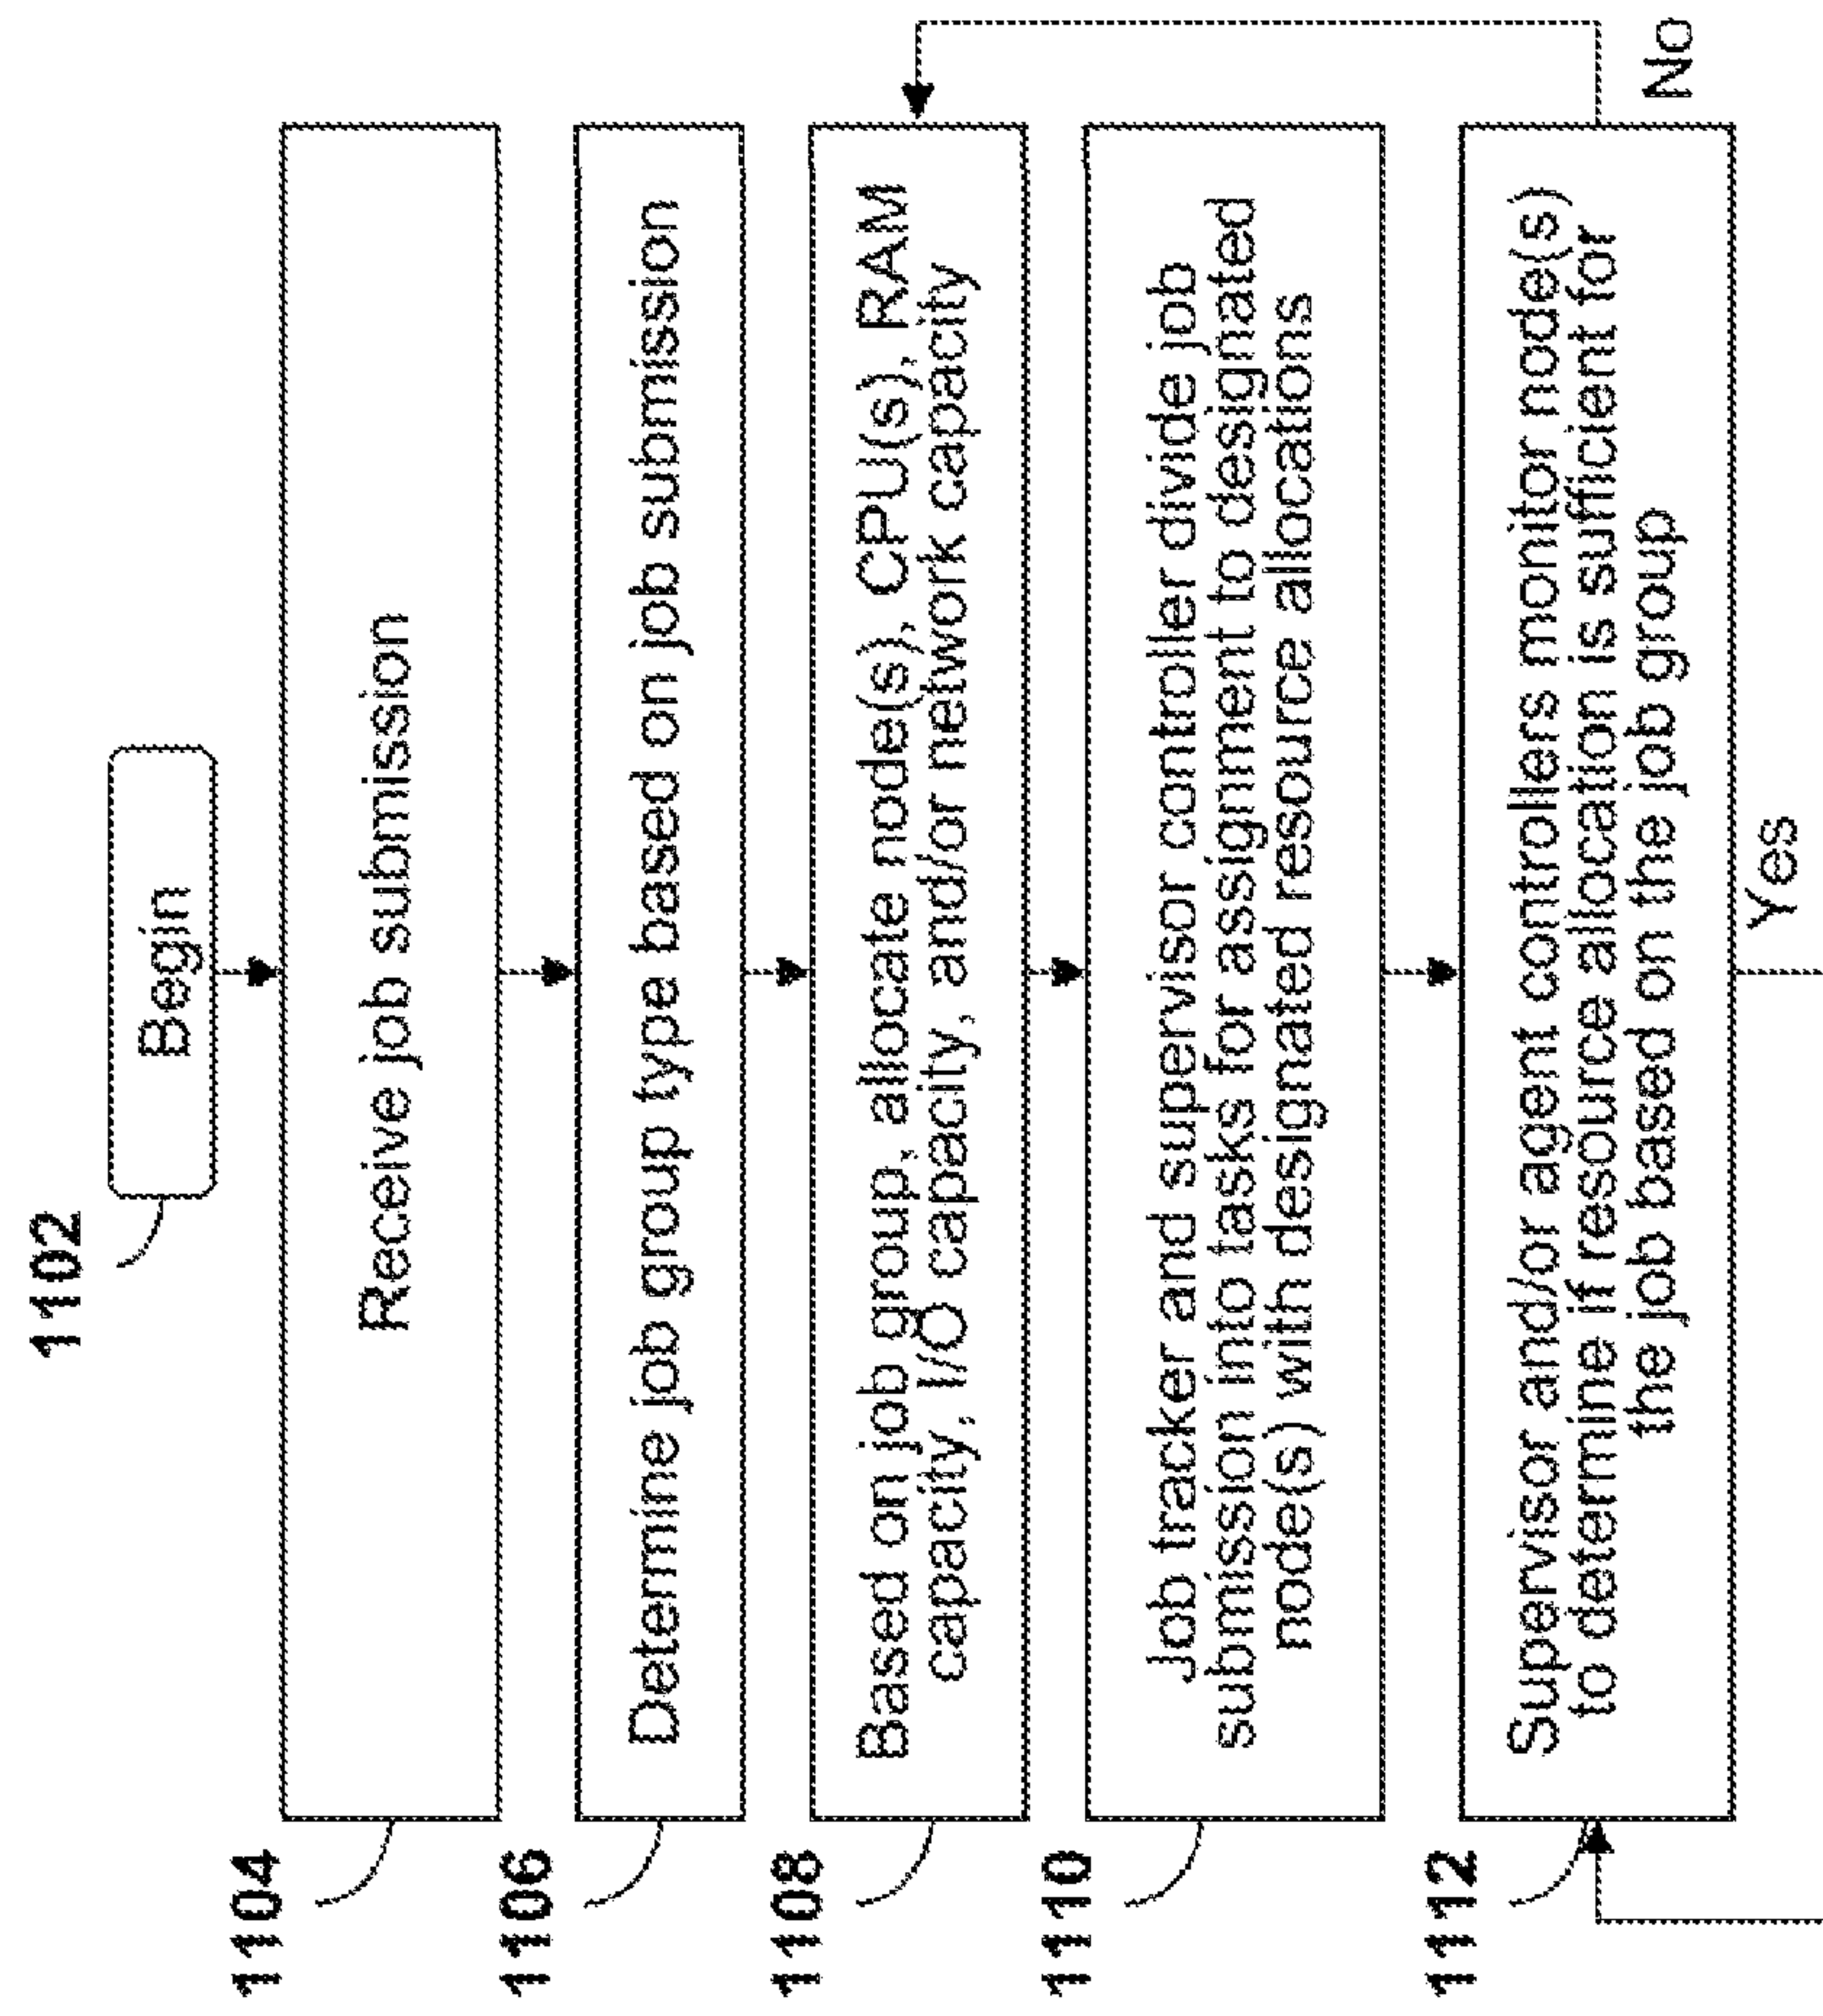 1102
Begin
1104
Receive job submission
1106
Determine job group type based on job submission
1108
Based on job group, allocate node(s), CPU(s), RAM
capacity, I/O capacity, and/or network capacity
1110
Job tracker and supervisor controller divide job
submission into tasks for assignment to designated
node(s) with designated resource allocations
1112
Supervisor and/or agent controllers monitor node(s)
to determine if resource allocation is sufficient for
the job based on the job group
No
Yes